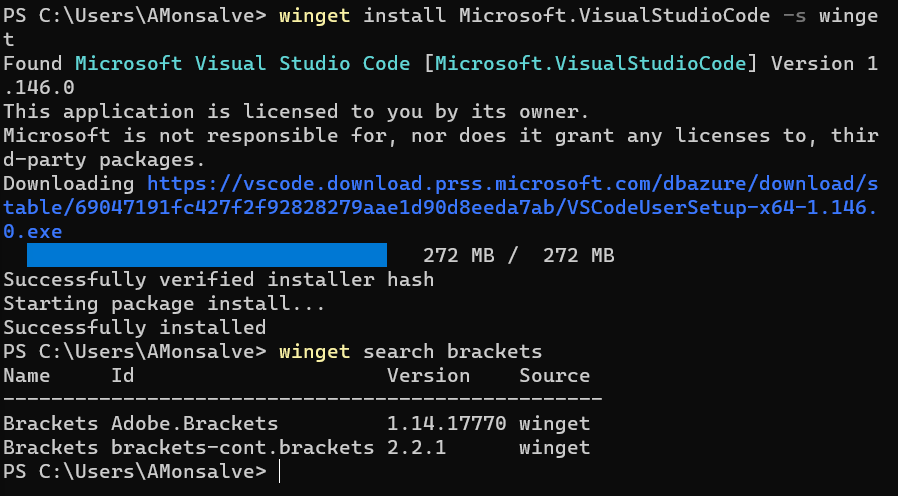 PS C:\Users\AMonsalve> winget install Microsoft.VisualStudioCode -s winge
t
Found Microsoft Visual Studio Code [Microsoft.VisualStudioCode] Version 1
.146.0
This application is licensed to you by its owner.
Microsoft is not responsible for, nor does it grant any licenses to, thir
d-party packages.
Downloading https://vscode.download.prss.microsoft.com/dbazure/download/s
table/69047191fc427f2f92828279aae1d90d8eeda7ab/VSCodeUserSetup-x64-1.146.
0.exe
272 MB / 272 MB
Successfully verified installer hash
Starting package install...
Successfully installed
PS C:\Users\AMonsalve> winget search brackets
Name     Id                     Version    Source
--------------------------------------------------
Brackets Adobe.Brackets         1.14.17770 winget
Brackets brackets-cont.brackets 2.2.1      winget
PS C:\Users\AMonsalve>